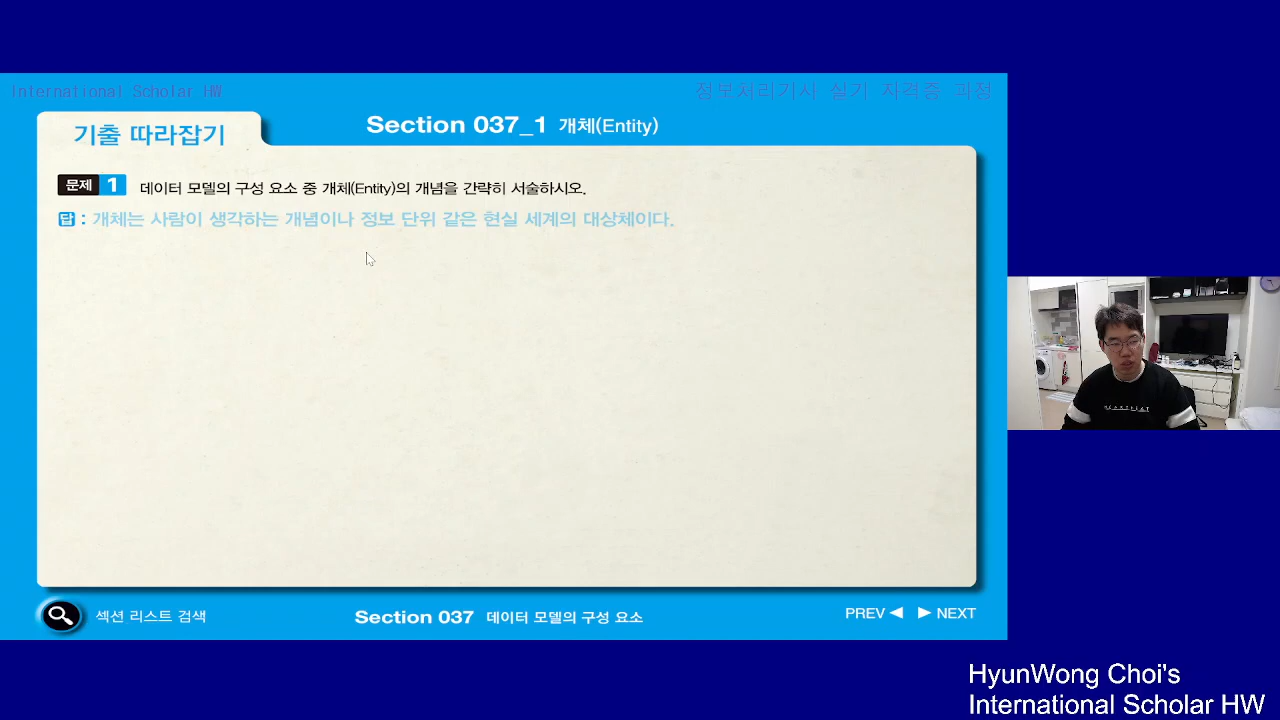 International Scholar HW
정보처리기사 실기 자격증 과정
기출 따라잡기
Section 037_1 개체(Entity)
문제 1 데이터 모델의 구성 요소 중 개체(Entity)의 개념을 간략히 서술하시오.
답 : 개체는 사람이 생각하는 개념이나 정보 단위 같은 현실 세계의 대상체이다.
섹션 리스트 검색
Section 037 데이터 모델의 구성 요소
PREV ◀ ▶ NEXT
HyunWong Choi's
International Scholar HW